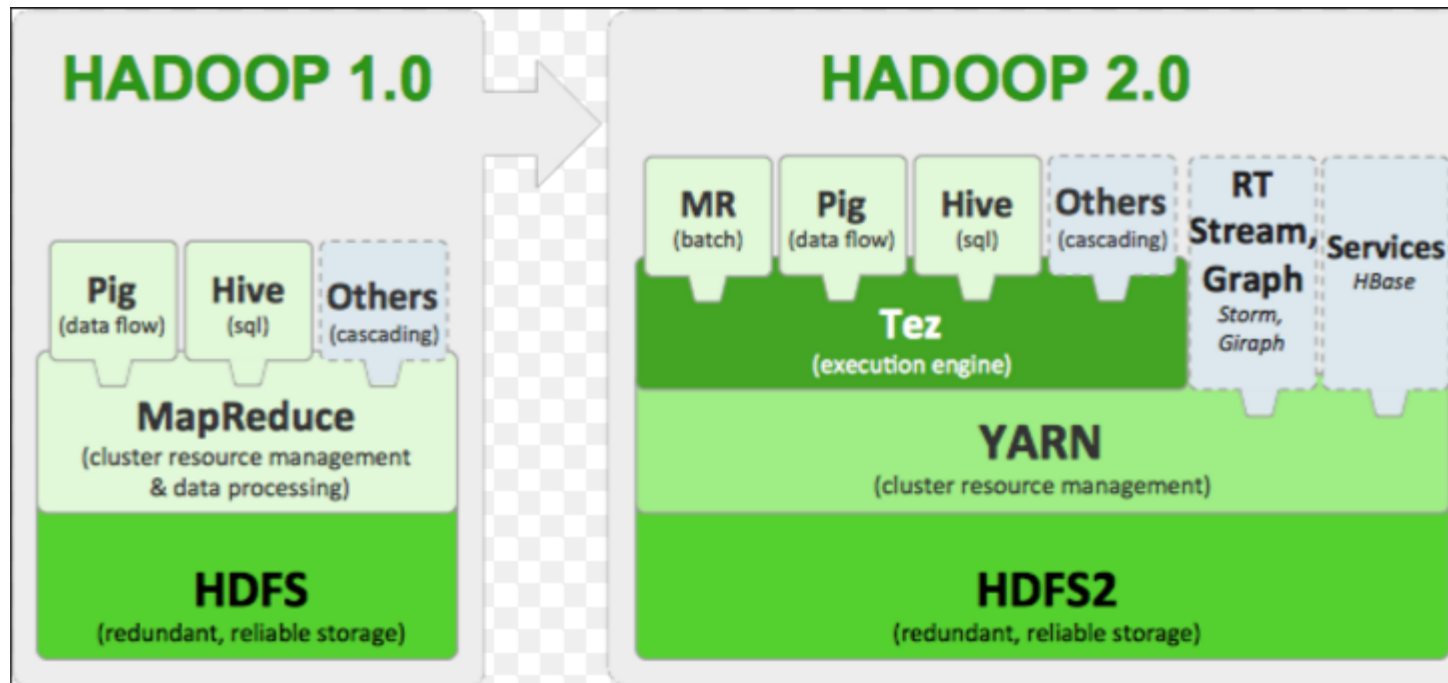 HADOOP 1.0
Pig
(data flow)
Hive
(sql)
Others
(cascading)
MapReduce
(cluster resource management
& data processing)
HDFS
(redundant, reliable storage)
HADOOP 2.0
MR
(batch)
Pig
(data flow)
Hive
(sql)
Others
(cascading)
RT
Stream,
Graph
Storm,
Giraph
Services
HBase
Tez
(execution engine)
YARN
(cluster resource management)
HDFS2
(redundant, reliable storage)